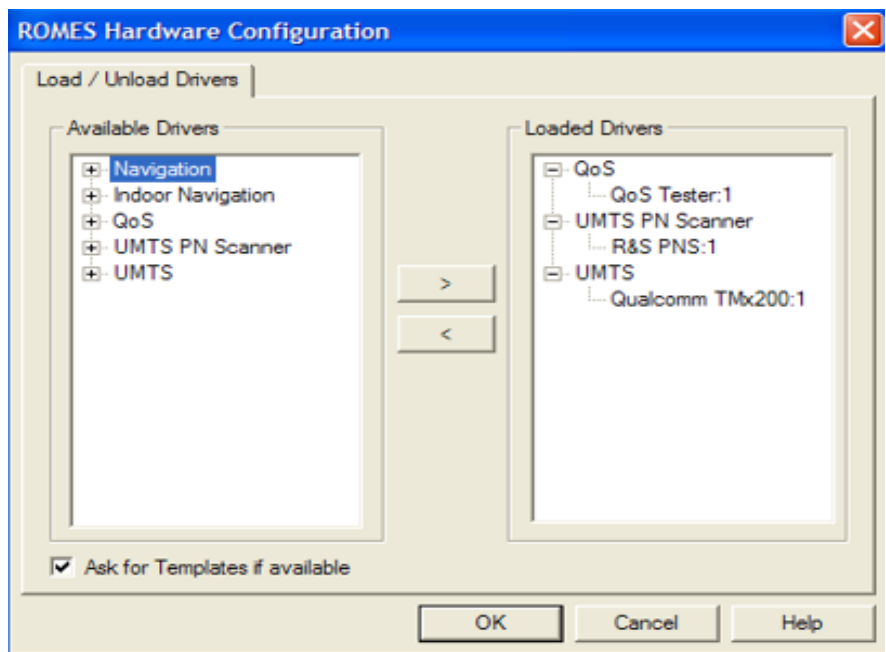 ROMES Hardware Configuration
Load / Unload Drivers
Available Drivers
Navigation
Indoor Navigation
QoS
UMTS PN Scanner
UMTS
>
<
Loaded Drivers
QoS
QoS Tester:1
UMTS PN Scanner
R&S PNS:1
UMTS
Qualcomm TMx200:1
Ask for Templates if available
OK Cancel Help